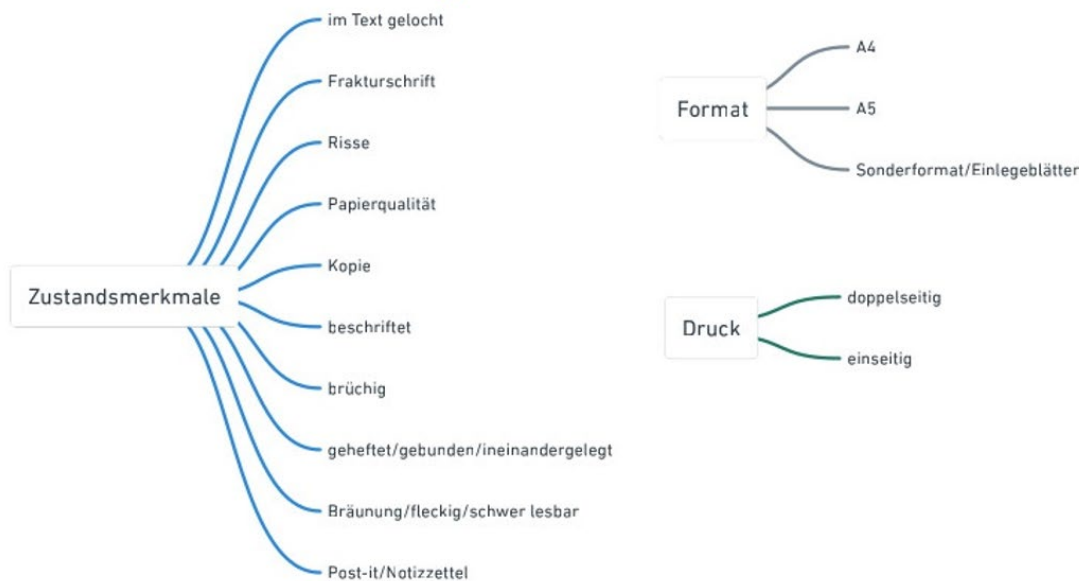 Zustandsmerkmale
im Text gelocht
Frakturschrift
Risse
Papierqualität
Kopie
beschriftet
brüchig
geheftet/gebunden/ineinandergelegt
Bräunung/fleckig/schwer lesbar
Post-it/Notizzettel
Format
A4
A5
Sonderformat/Einlegeblätter
Druck
doppelseitig
einseitig